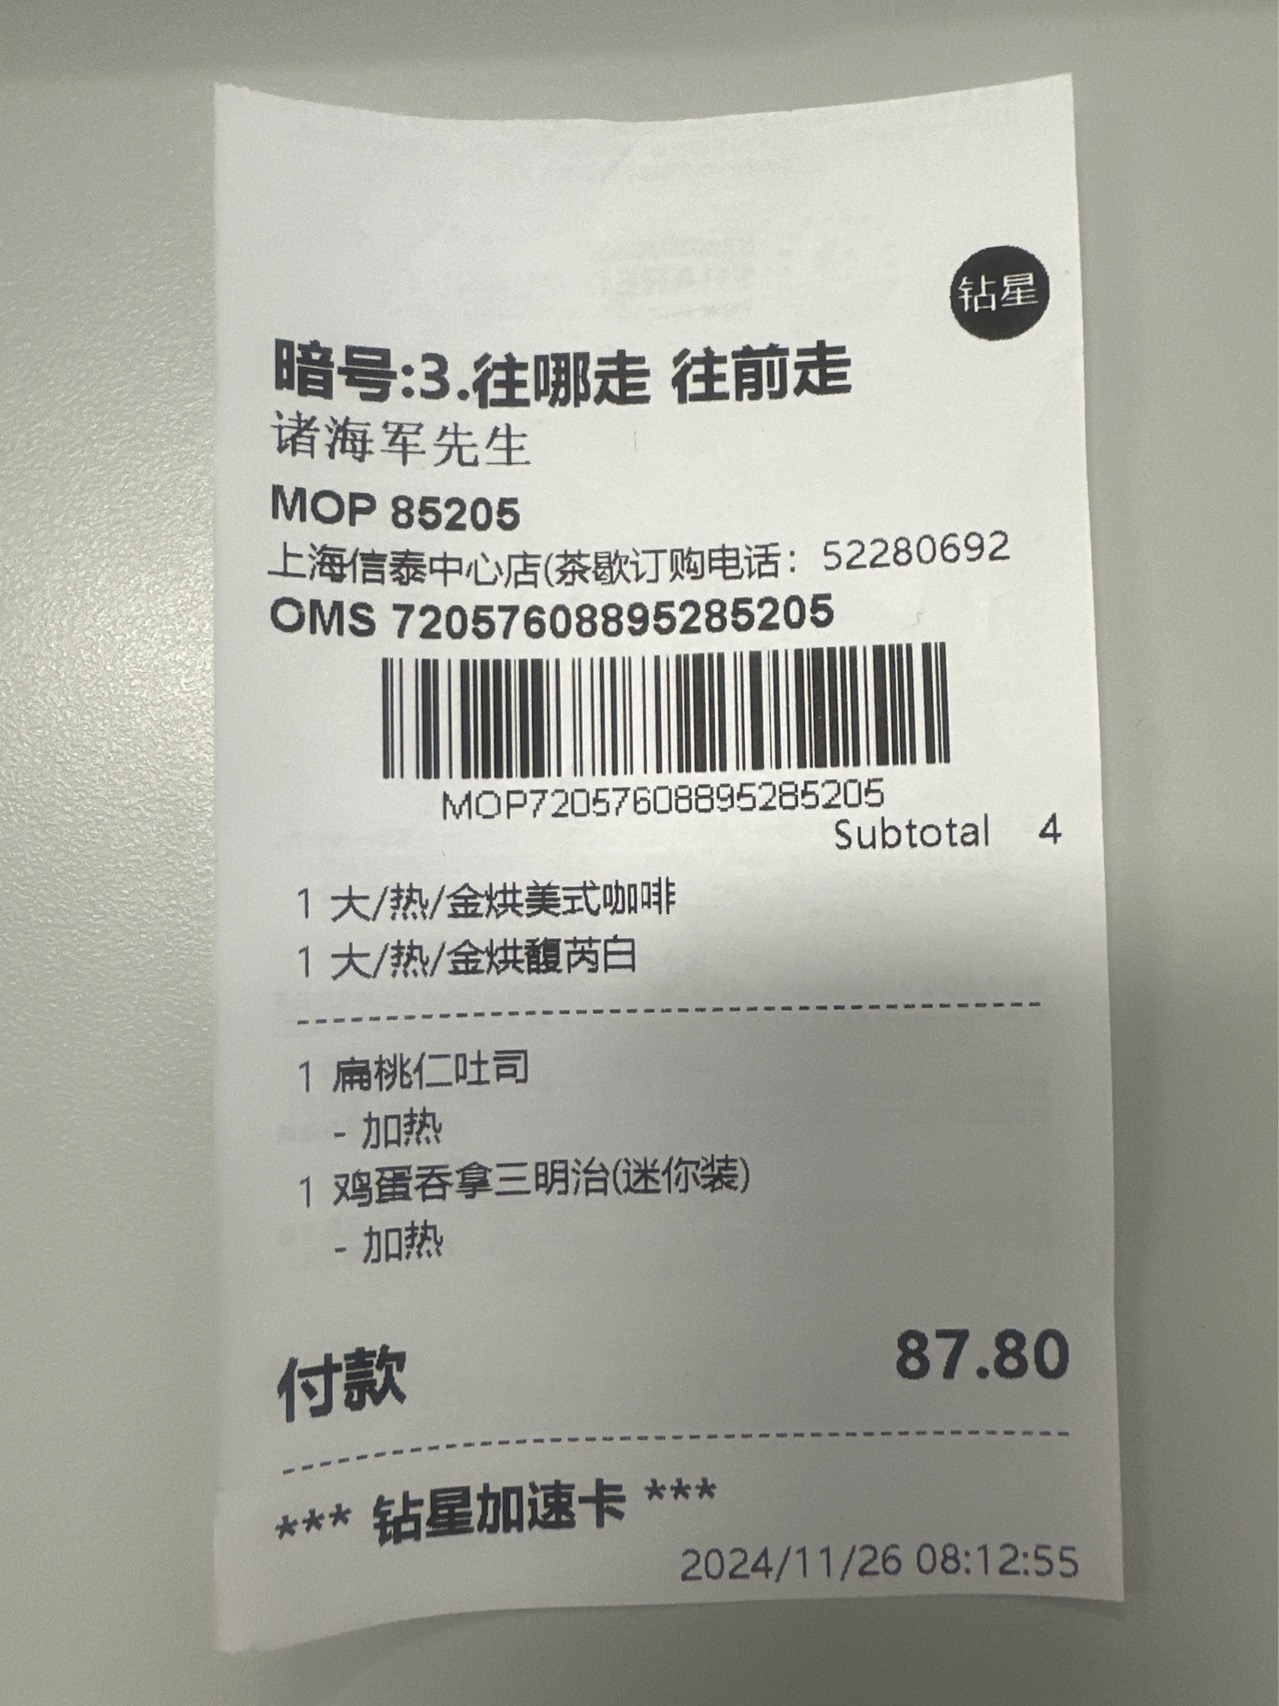 钻星
暗号:3.往哪走 往前走
诸海军先生
MOP 85205
上海信泰中心店(茶歇订购电话：52280692
OMS 72057608895285205
MOP72057608895285205
Subtotal 4
1 大/热/金烘美式咖啡
1 大/热/金烘馥芮白
1 扁桃仁吐司
- 加热
1 鸡蛋吞拿三明治(迷你装)
- 加热
付款 87.80
*** 钻星加速卡 ***
2024/11/26 08:12:55